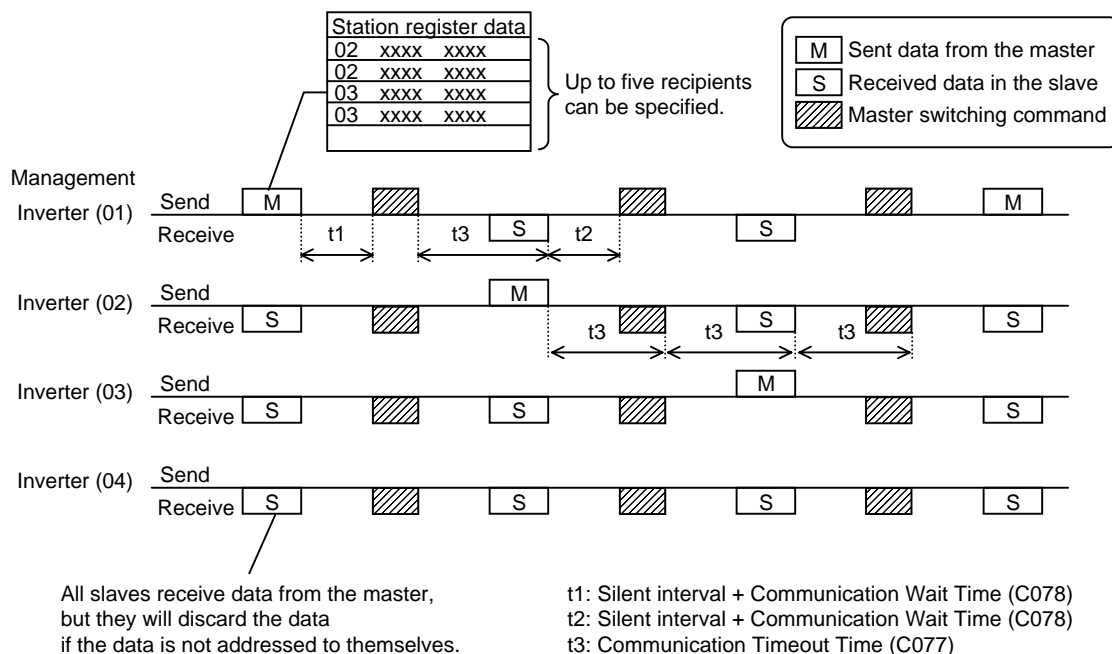 Station register data
02 xxxx xxxx
02 xxxx xxxx
03 xxxx xxxx
03 xxxx xxxx
Up to five recipients
can be specified.
M Sent data from the master
S Received data in the slave
Master switching command
Management
Inverter (01)
Send
Receive
M
M
S
S
t1
t3
t2
Inverter (02)
Send
Receive
M
S
S
S
t3
t3
t3
Inverter (03)
Send
Receive
M
S
S
S
Inverter (04)
Send
Receive
S
S
S
S
All slaves receive data from the master,
but they will discard the data
if the data is not addressed to themselves.
t1: Silent interval + Communication Wait Time (C078)
t2: Silent interval + Communication Wait Time (C078)
t3: Communication Timeout Time (C077)